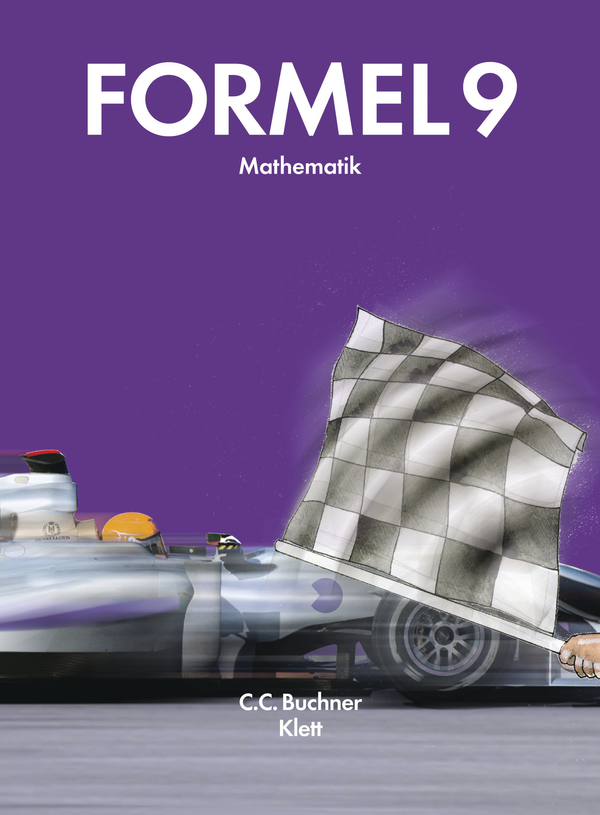 FORMEL 9
Mathematik
C.C. Buchner
Klett